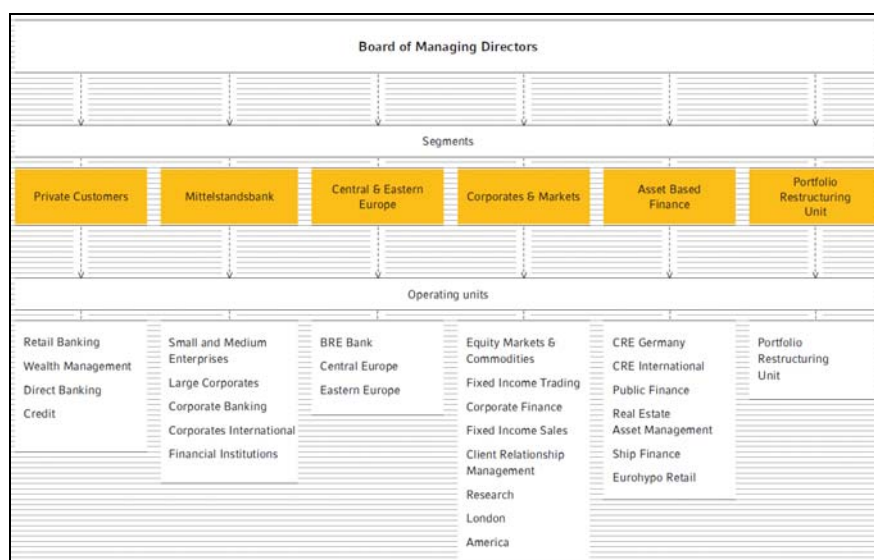 Board of Managing Directors
Segments
Private Customers
Mittelstandsbank
Central & Eastern
Europe
Corporates & Markets
Asset Based
Finance
Portfolio
Restructuring
Unit
Operating units
Retail Banking
Wealth Management
Direct Banking
Credit
Small and Medium
Enterprises
Large Corporates
Corporate Banking
Corporates International
Financial Institutions
BRE Bank
Central Europe
Eastern Europe
Equity Markets &
Commodities
Fixed Income Trading
Corporate Finance
Fixed Income Sales
Client Relationship
Management
Research
London
America
CRE Germany
CRE International
Public Finance
Real Estate
Asset Management
Ship Finance
Eurohypo Retail
Portfolio
Restructuring
Unit